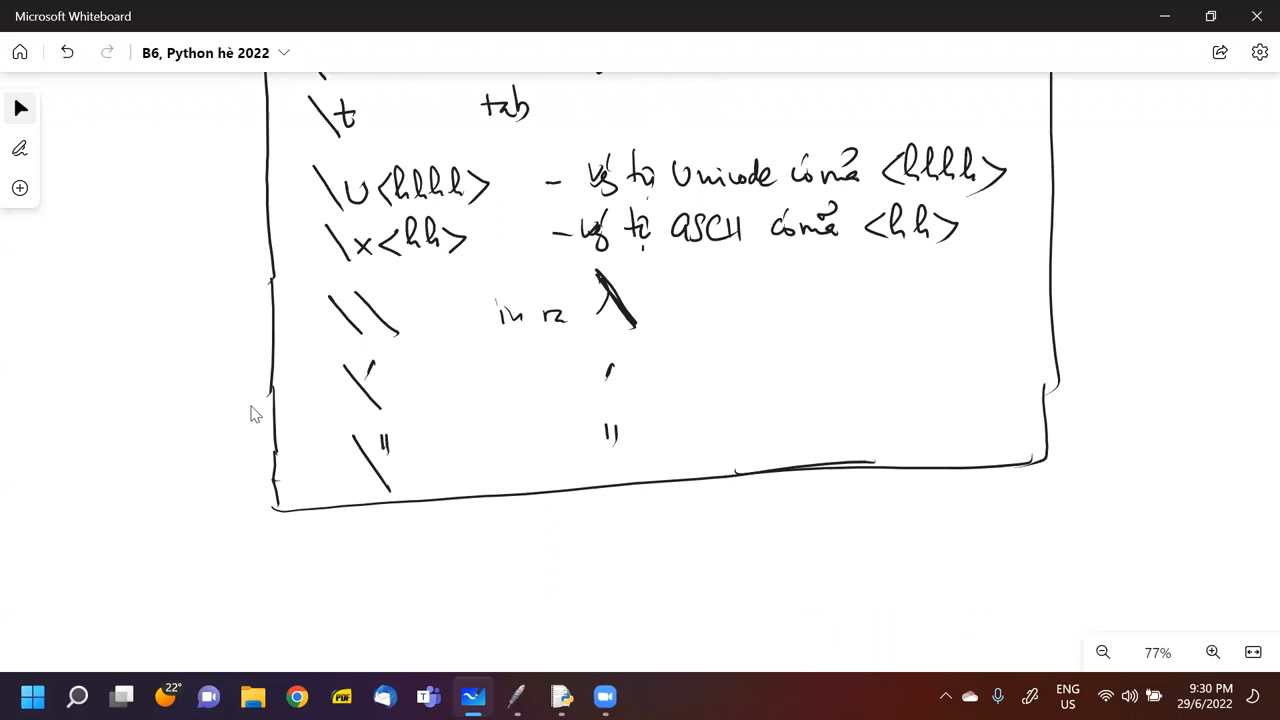 Microsoft Whiteboard
B6, Python hè 2022
\t tab
\u<hhhh> - ký tự Unicode có mã <hhhh>
\x<hh> - ký tự ASCII có mã <hh>
\\ in ra \
\' '
\" "
77%
22°
PDF
ENG
US
9:30 PM
29/6/2022